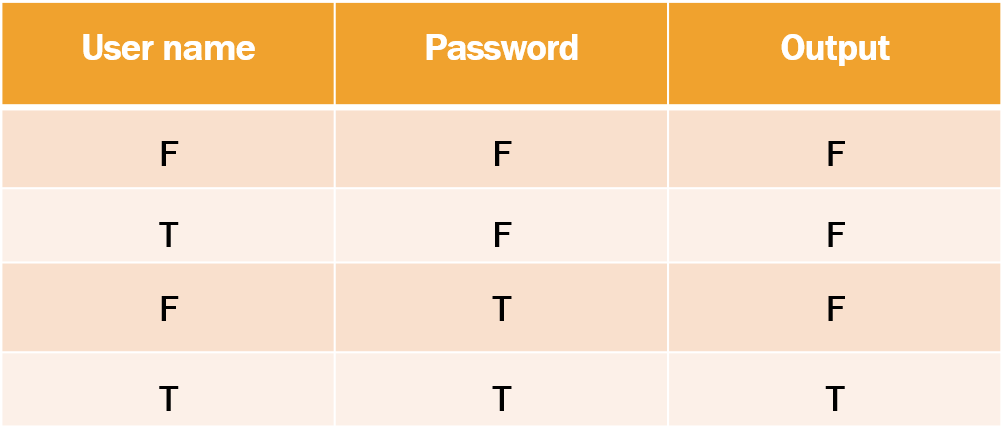 User name Password Output
F F F
T F F
F T F
T T T